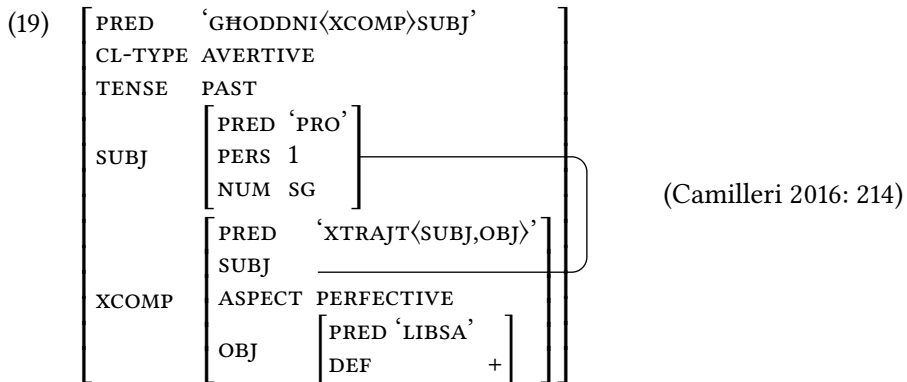 (19)
PRED ‘GĦODDNI⟨XCOMP⟩SUBJ’
CL-TYPE AVERTIVE
TENSE PAST
SUBJ
PRED ‘PRO’
PERS 1
NUM SG
(Camilleri 2016: 214)
XCOMP
PRED ‘XTRAJT⟨SUBJ,OBJ⟩’
SUBJ
ASPECT PERFECTIVE
OBJ
PRED ‘LIBSA’
DEF +